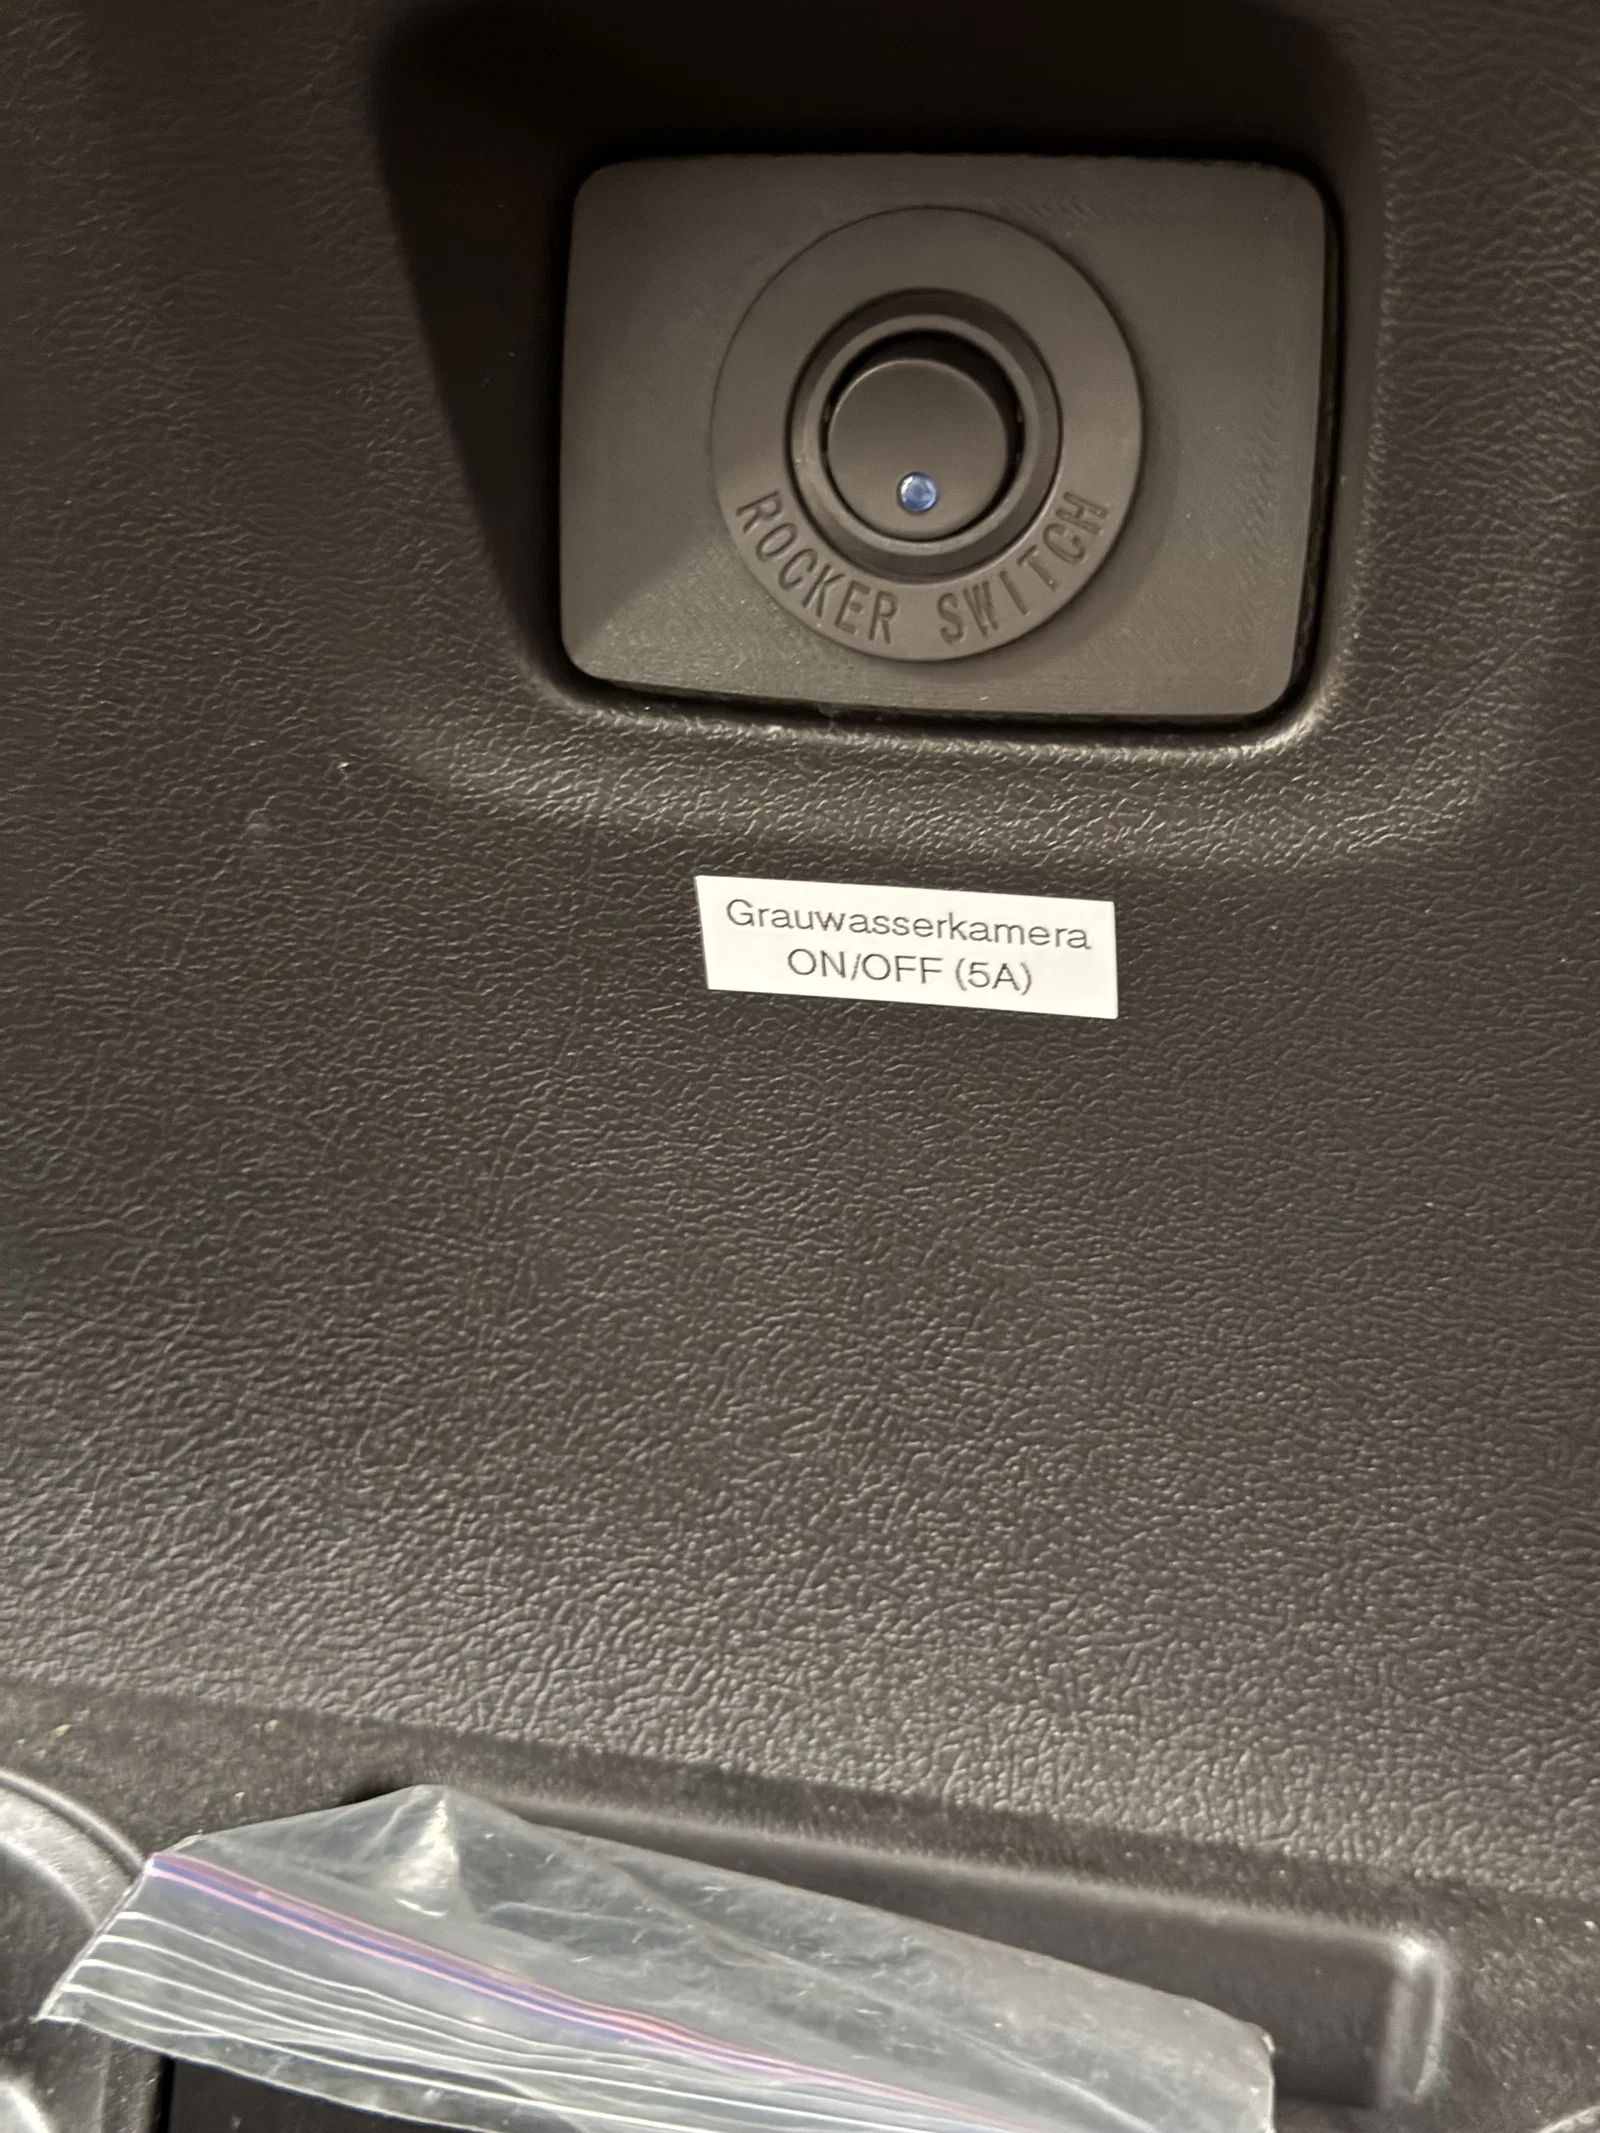 ROCKER SWITCH
Grauwasserkamera
ON/OFF (5A)